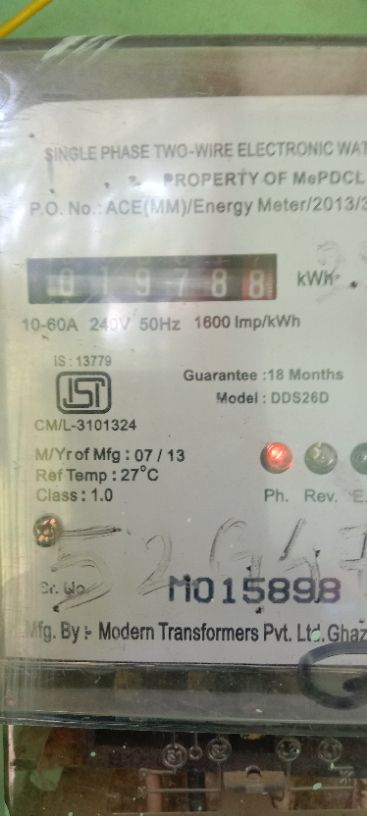 SINGLE PHASE TWO-WIRE ELECTRONIC WAT
PROPERTY OF MePDCL
P.O. No.: ACE(MM)/Energy Meter/2013/3
019788 kWh
10-60A 240V 50Hz 1600 Imp/kWh
IS : 13779
Guarantee :18 Months
Model : DDS26D
CM/L-3101324
M/Yr of Mfg : 07 / 13
Ref Temp : 27°C
Class : 1.0
Ph. Rev. E.
Sr. No
M015898
Mfg. By :- Modern Transformers Pvt. Ltd. Ghaz